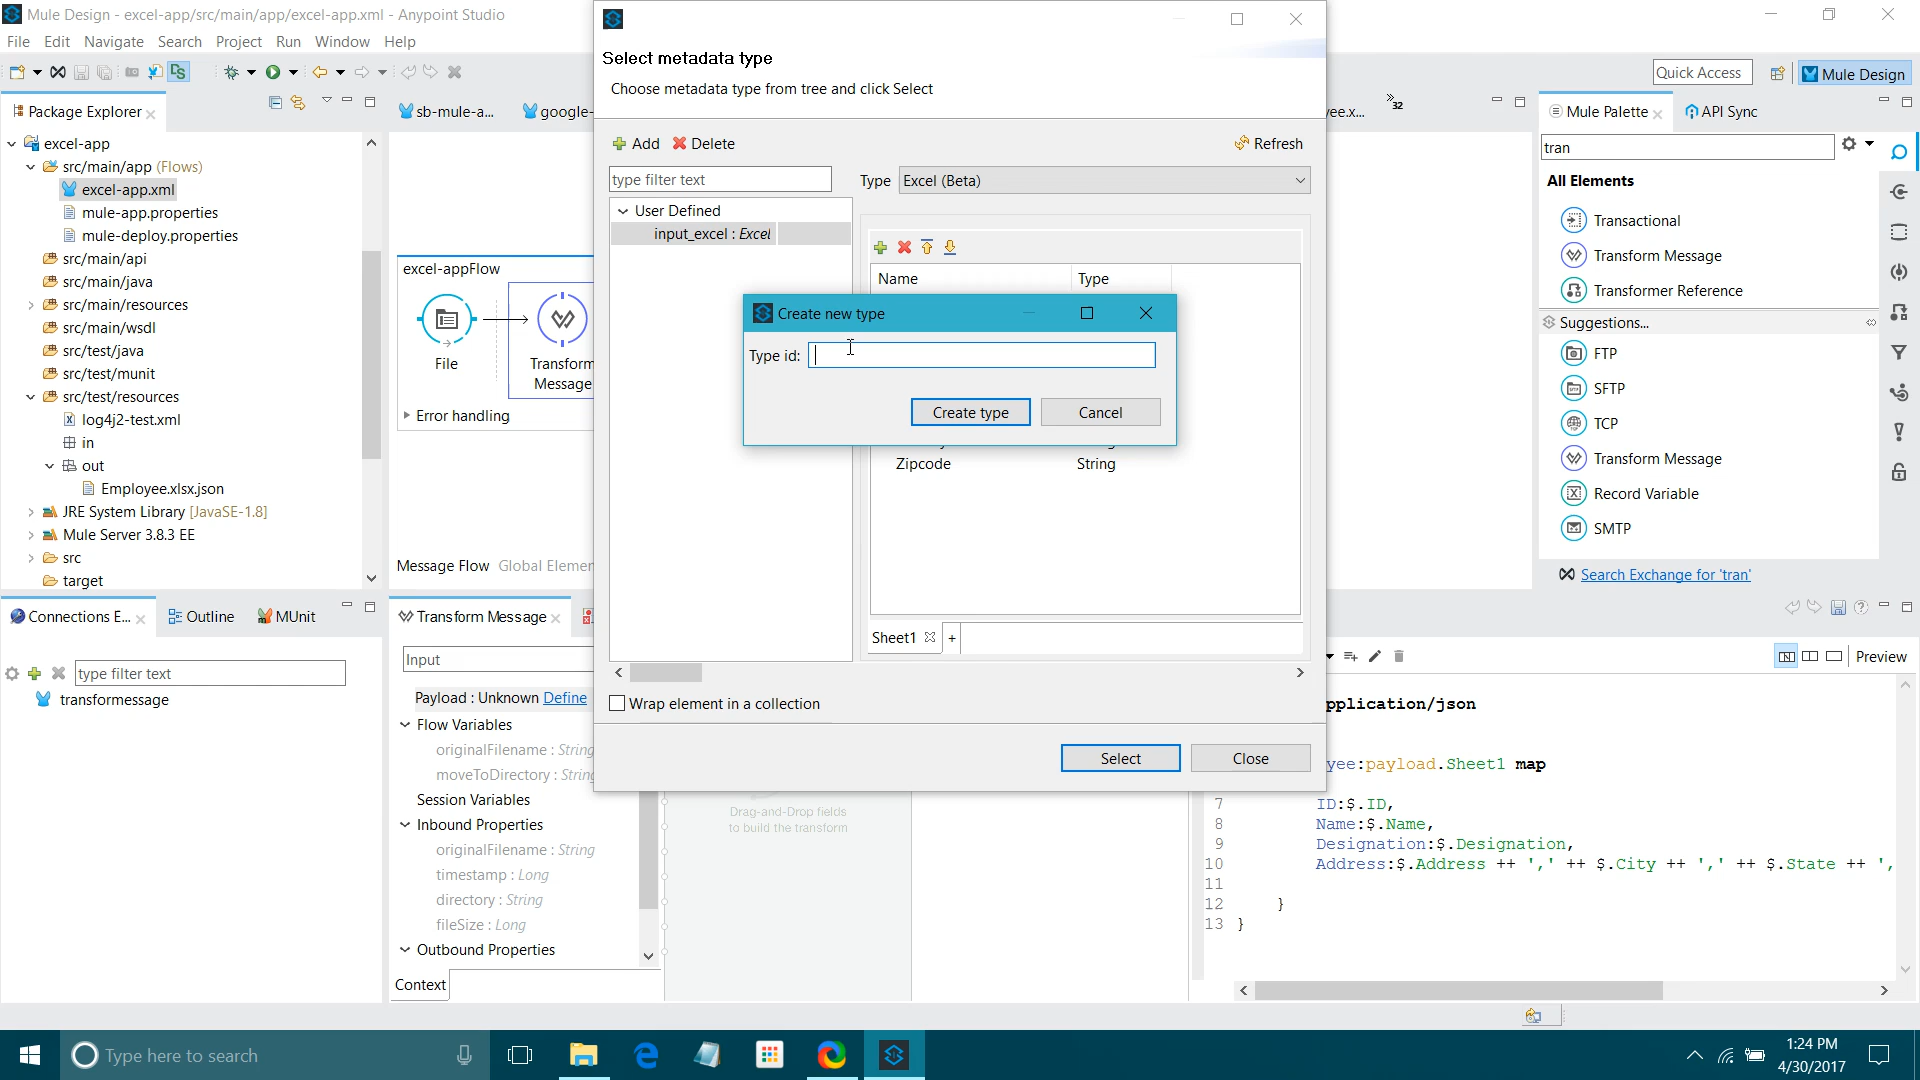 Mule Design - excel-app/src/main/app/excel-app.xml - Anypoint Studio
File Edit Navigate Search Project Run Window Help
Quick Access
Mule Design
Package Explorer
excel-app
src/main/app (Flows)
excel-app.xml
mule-app.properties
mule-deploy.properties
src/main/api
src/main/java
src/main/resources
src/main/wsdl
src/test/java
src/test/munit
src/test/resources
log4j2-test.xml
in
out
Employee.xlsx.json
JRE System Library [JavaSE-1.8]
Mule Server 3.8.3 EE
src
target
sb-mule-a...
google-
ee.x...
32
excel-appFlow
File
Transform
Message
Error handling
Message Flow Global Elemen
Select metadata type
Choose metadata type from tree and click Select
Add Delete
Refresh
type filter text
Type Excel (Beta)
User Defined
input_excel : Excel
Name Type
Create new type
Type id:
Create type Cancel
Zipcode String
Sheet1 +
Wrap element in a collection
Select Close
Mule Palette API Sync
tran
All Elements
Transactional
Transform Message
Transformer Reference
Suggestions...
FTP
SFTP
TCP
Transform Message
Record Variable
SMTP
Search Exchange for 'tran'
Connections E... Outline MUnit
type filter text
transformessage
Transform Message
Input
Payload : Unknown Define
Flow Variables
originalFilename : String
moveToDirectory : String
Session Variables
Inbound Properties
originalFilename : String
timestamp : Long
directory : String
fileSize : Long
Outbound Properties
Context
Drag-and-Drop fields
to build the transform
Preview
pplication/json
yee:payload.Sheet1 map
7 ID:$.ID,
8 Name:$.Name,
9 Designation:$.Designation,
10 Address:$.Address ++ ',' ++ $.City ++ ',' ++ $.State ++ ',
11
12 }
13 }
Type here to search
1:24 PM
4/30/2017